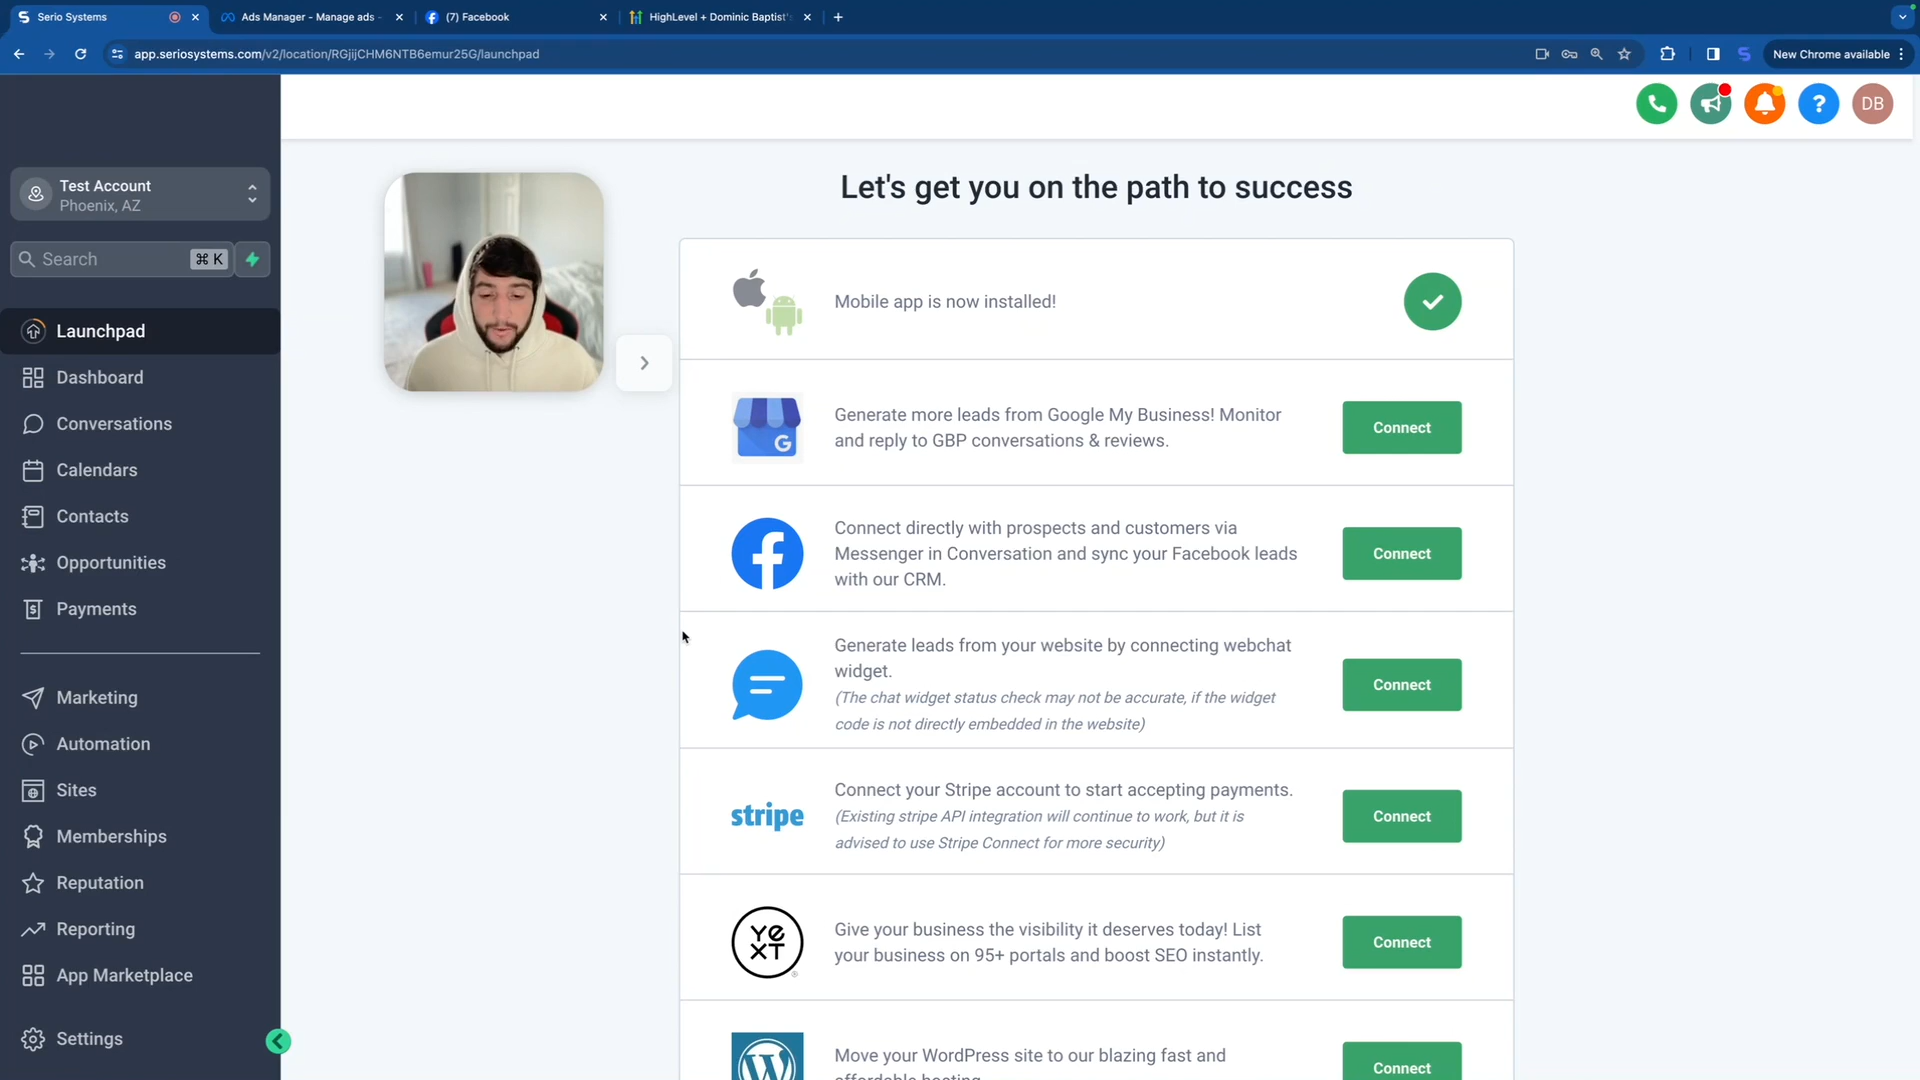 Serio Systems
Ads Manager - Manage ads -
(7) Facebook
HighLevel + Dominic Baptist's
app.seriosystems.com/v2/location/RGjijCHM6NTB6emur25G/launchpad
New Chrome available
DB
Test Account
Phoenix, AZ
Search
⌘ K
Launchpad
Dashboard
Conversations
Calendars
Contacts
Opportunities
Payments
Marketing
Automation
Sites
Memberships
Reputation
Reporting
App Marketplace
Settings
Let's get you on the path to success
Mobile app is now installed!
Generate more leads from Google My Business! Monitor
and reply to GBP conversations & reviews.
Connect
Connect directly with prospects and customers via
Messenger in Conversation and sync your Facebook leads
with our CRM.
Connect
Generate leads from your website by connecting webchat
widget.
(The chat widget status check may not be accurate, if the widget
code is not directly embedded in the website)
Connect
stripe
Connect your Stripe account to start accepting payments.
(Existing stripe API integration will continue to work, but it is
advised to use Stripe Connect for more security)
Connect
YEXT
Give your business the visibility it deserves today! List
your business on 95+ portals and boost SEO instantly.
Connect
Move your WordPress site to our blazing fast and
affordable hosting
Connect